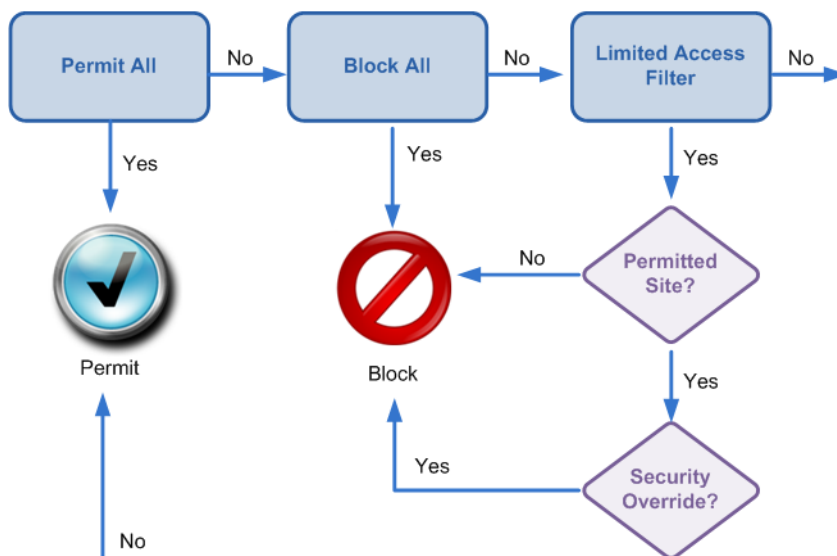 Permit All
No
Block All
No
Limited Access
Filter
No
Yes
Yes
Yes
No
Permitted
Site?
Permit
Block
Yes
Yes
Security
Override?
No